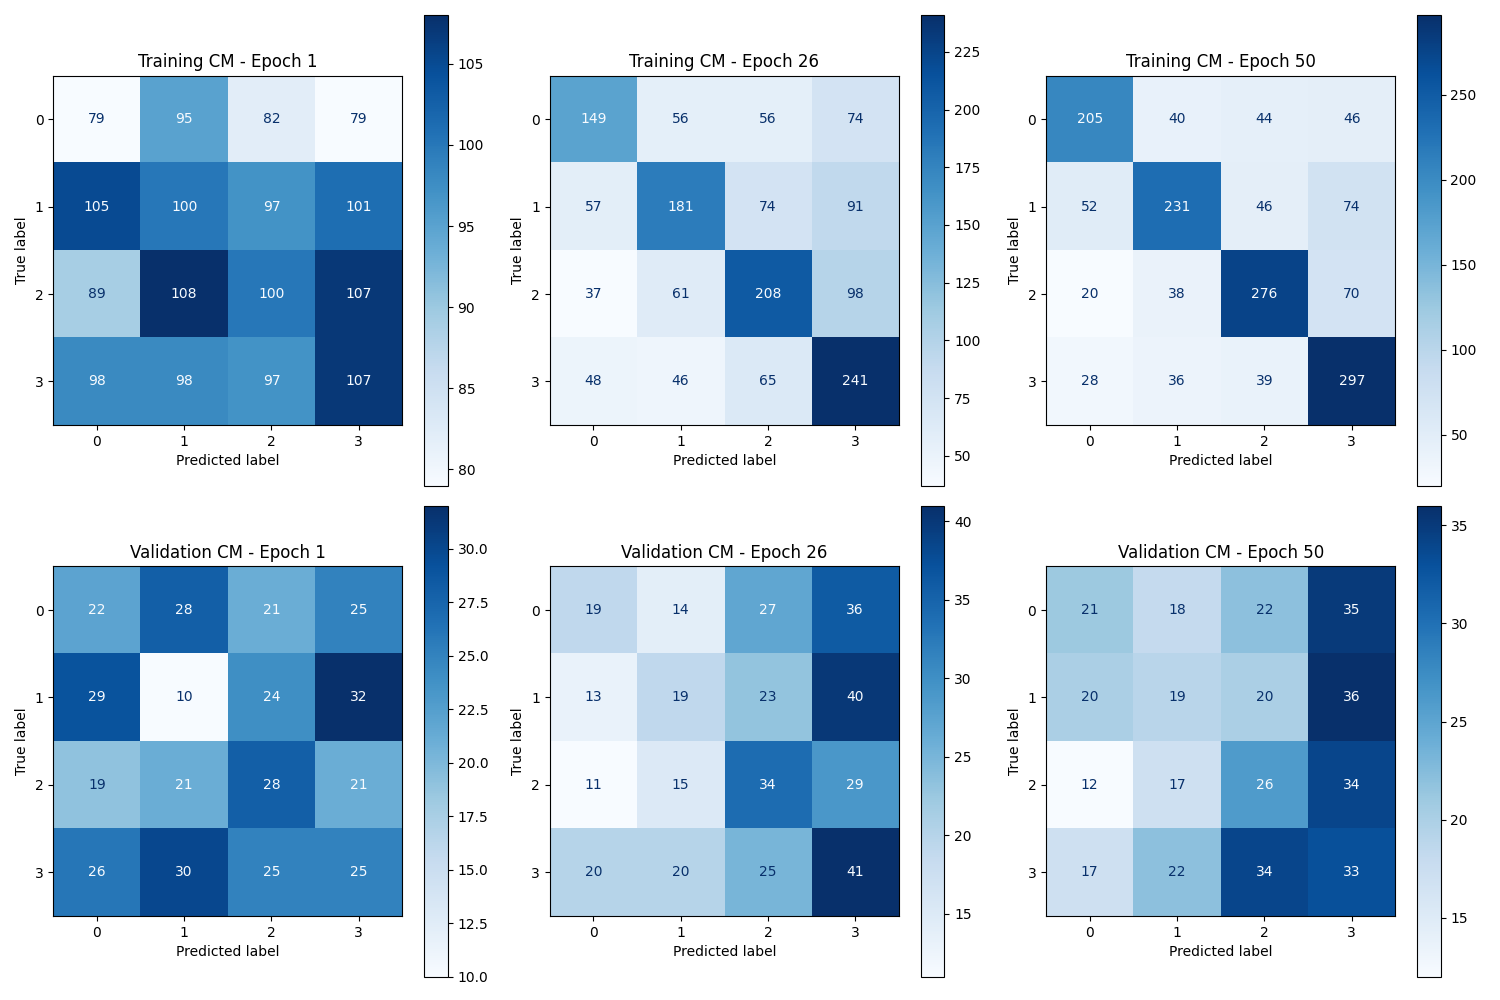 Training CM - Epoch 1
0 79 95 82 79
1 105 100 97 101
2 89 108 100 107
3 98 98 97 107
0 1 2 3
Predicted label
True label
105
100
95
90
85
80
Training CM - Epoch 26
0 149 56 56 74
1 57 181 74 91
2 37 61 208 98
3 48 46 65 241
0 1 2 3
Predicted label
True label
225
200
175
150
125
100
75
50
Training CM - Epoch 50
0 205 40 44 46
1 52 231 46 74
2 20 38 276 70
3 28 36 39 297
0 1 2 3
Predicted label
True label
250
200
150
100
50
Validation CM - Epoch 1
0 22 28 21 25
1 29 10 24 32
2 19 21 28 21
3 26 30 25 25
0 1 2 3
Predicted label
True label
30.0
27.5
25.0
22.5
20.0
17.5
15.0
12.5
10.0
Validation CM - Epoch 26
0 19 14 27 36
1 13 19 23 40
2 11 15 34 29
3 20 20 25 41
0 1 2 3
Predicted label
True label
40
35
30
25
20
15
Validation CM - Epoch 50
0 21 18 22 35
1 20 19 20 36
2 12 17 26 34
3 17 22 34 33
0 1 2 3
Predicted label
True label
35
30
25
20
15